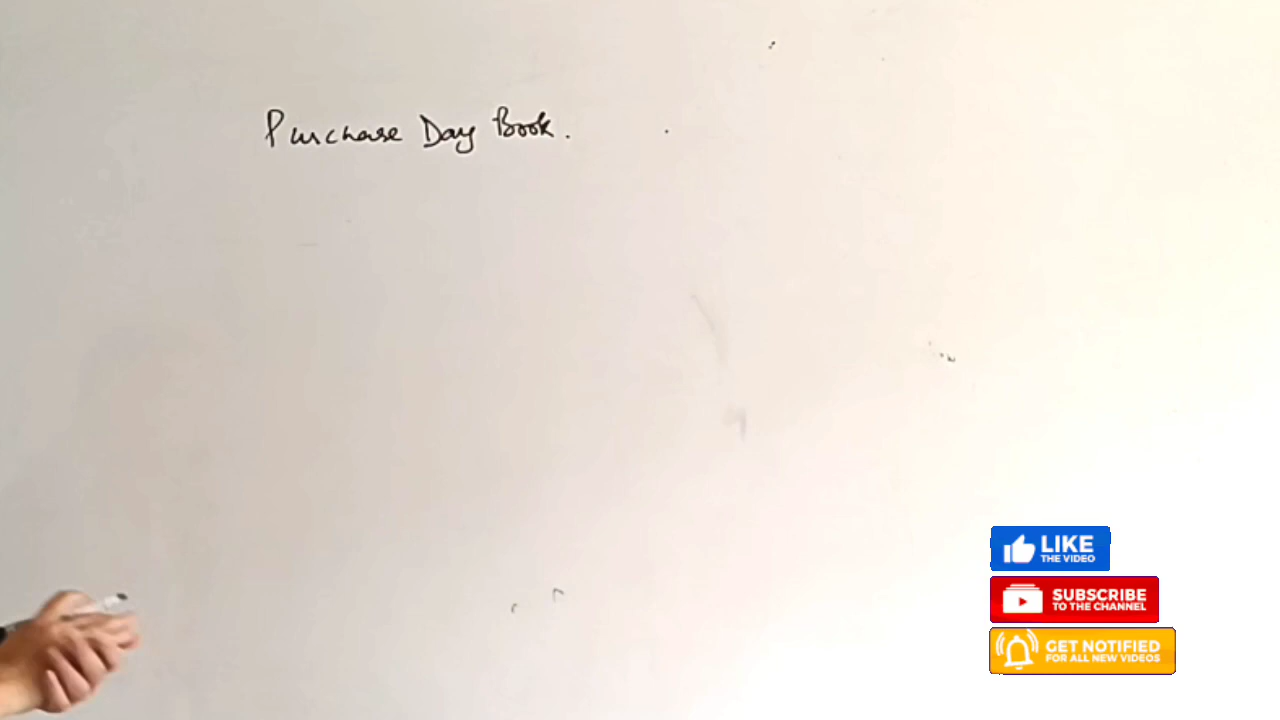 Purchase Day Book.
LIKE
THE VIDEO
SUBSCRIBE
TO THE CHANNEL
GET NOTIFIED
FOR ALL NEW VIDEOS